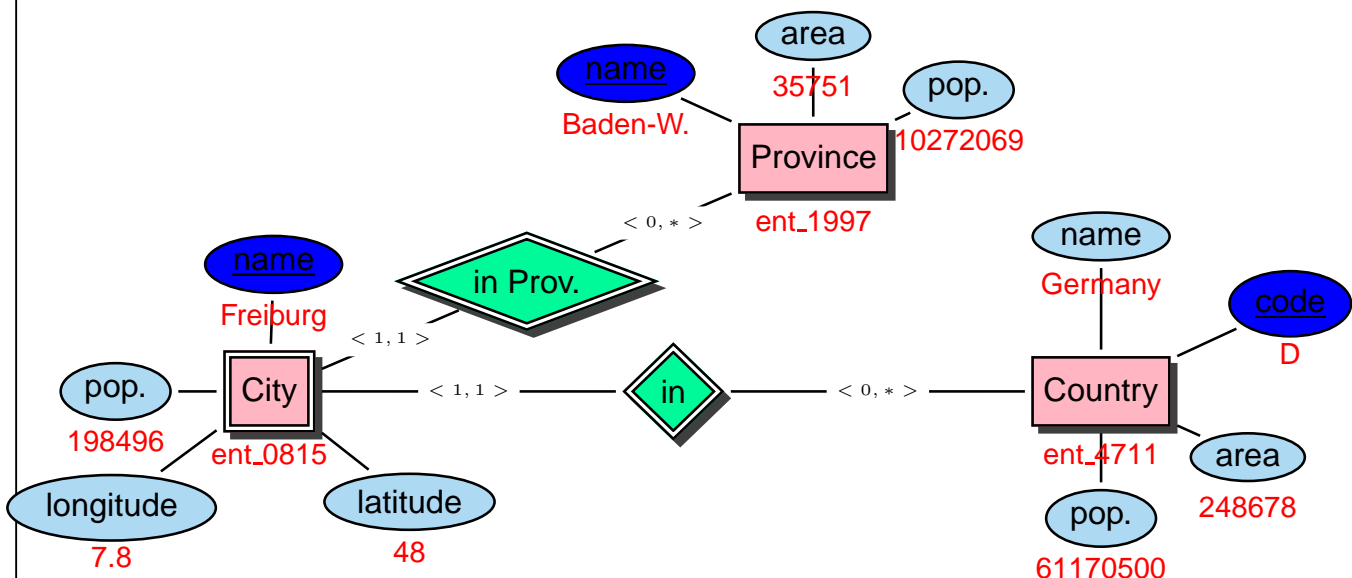 area
name
35751
pop.
Baden-W.
10272069
Province
ent_1997
< 0, * >
name
name
in Prov.
Germany
code
Freiburg
D
< 1, 1 >
pop.
City
< 1, 1 >
in
< 0, * >
Country
198496
ent_0815
ent_4711
area
longitude
latitude
248678
pop.
7.8
48
61170500